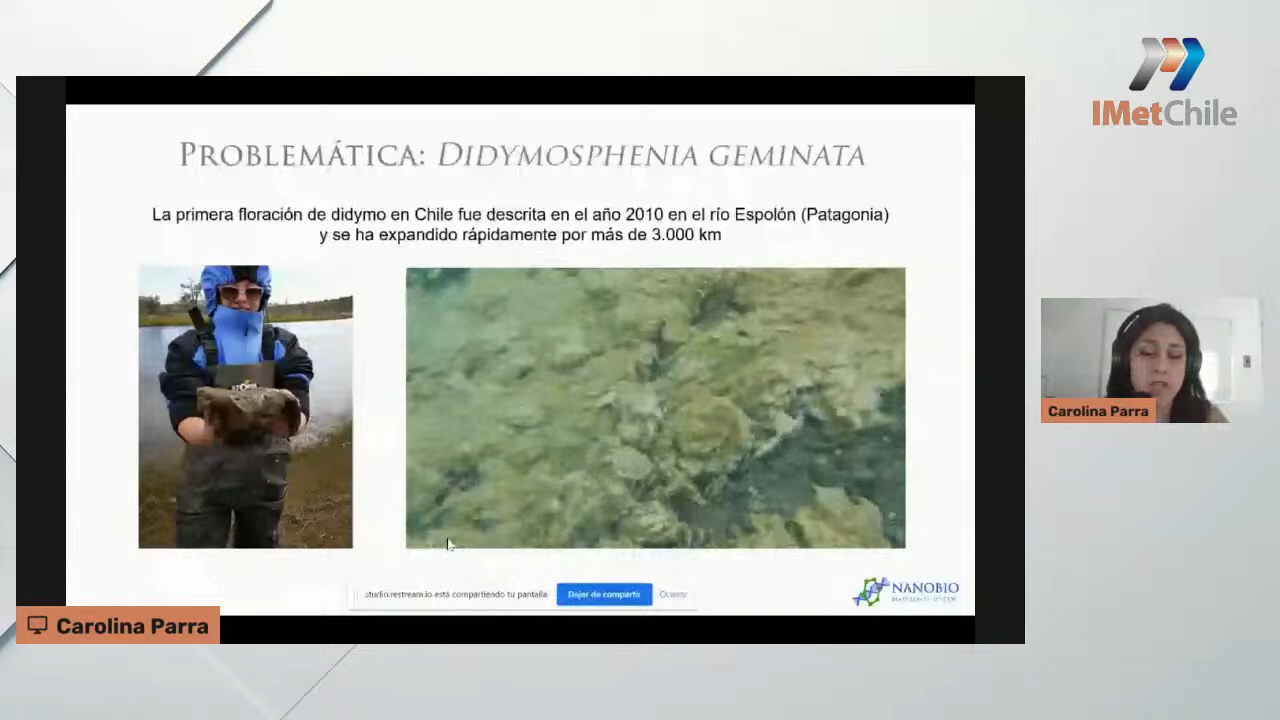 IMetChile
PROBLEMÁTICA: DIDYMOSPHENIA GEMINATA
La primera floración de didymo en Chile fue descrita en el año 2010 en el río Espolón (Patagonia)
y se ha expandido rápidamente por más de 3.000 km
STORM
Carolina Parra
studio.restream.io está compartiendo tu pantalla.
Dejar de compartir
Ocultar
NANOBIO
Carolina Parra